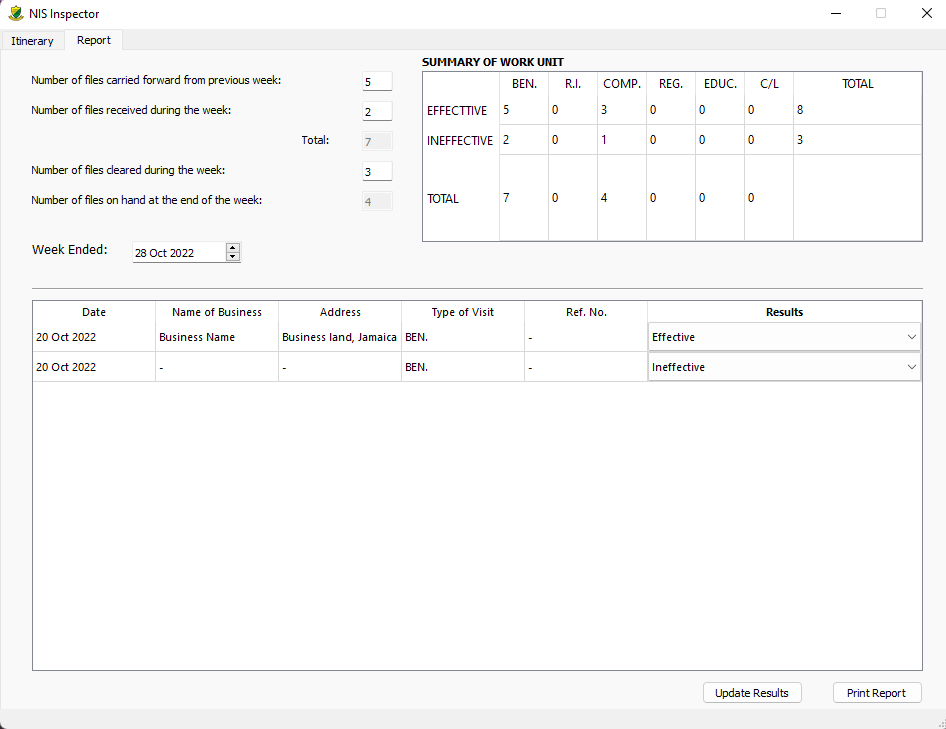 NIS Inspector
Itinerary Report
SUMMARY OF WORK UNIT
Number of files carried forward from previous week: 5
Number of files received during the week: 2
Total: 7
Number of files cleared during the week: 3
Number of files on hand at the end of the week: 4
Week Ended: 28 Oct 2022
BEN. R.I. COMP. REG. EDUC. C/L TOTAL
EFFECTTIVE 5 0 3 0 0 0 8
INEFFECTIVE 2 0 1 0 0 0 3
TOTAL 7 0 4 0 0 0
Date Name of Business Address Type of Visit Ref. No. Results
20 Oct 2022 Business Name Business land, Jamaica BEN. - Effective
20 Oct 2022 - - BEN. - Ineffective
Update Results Print Report